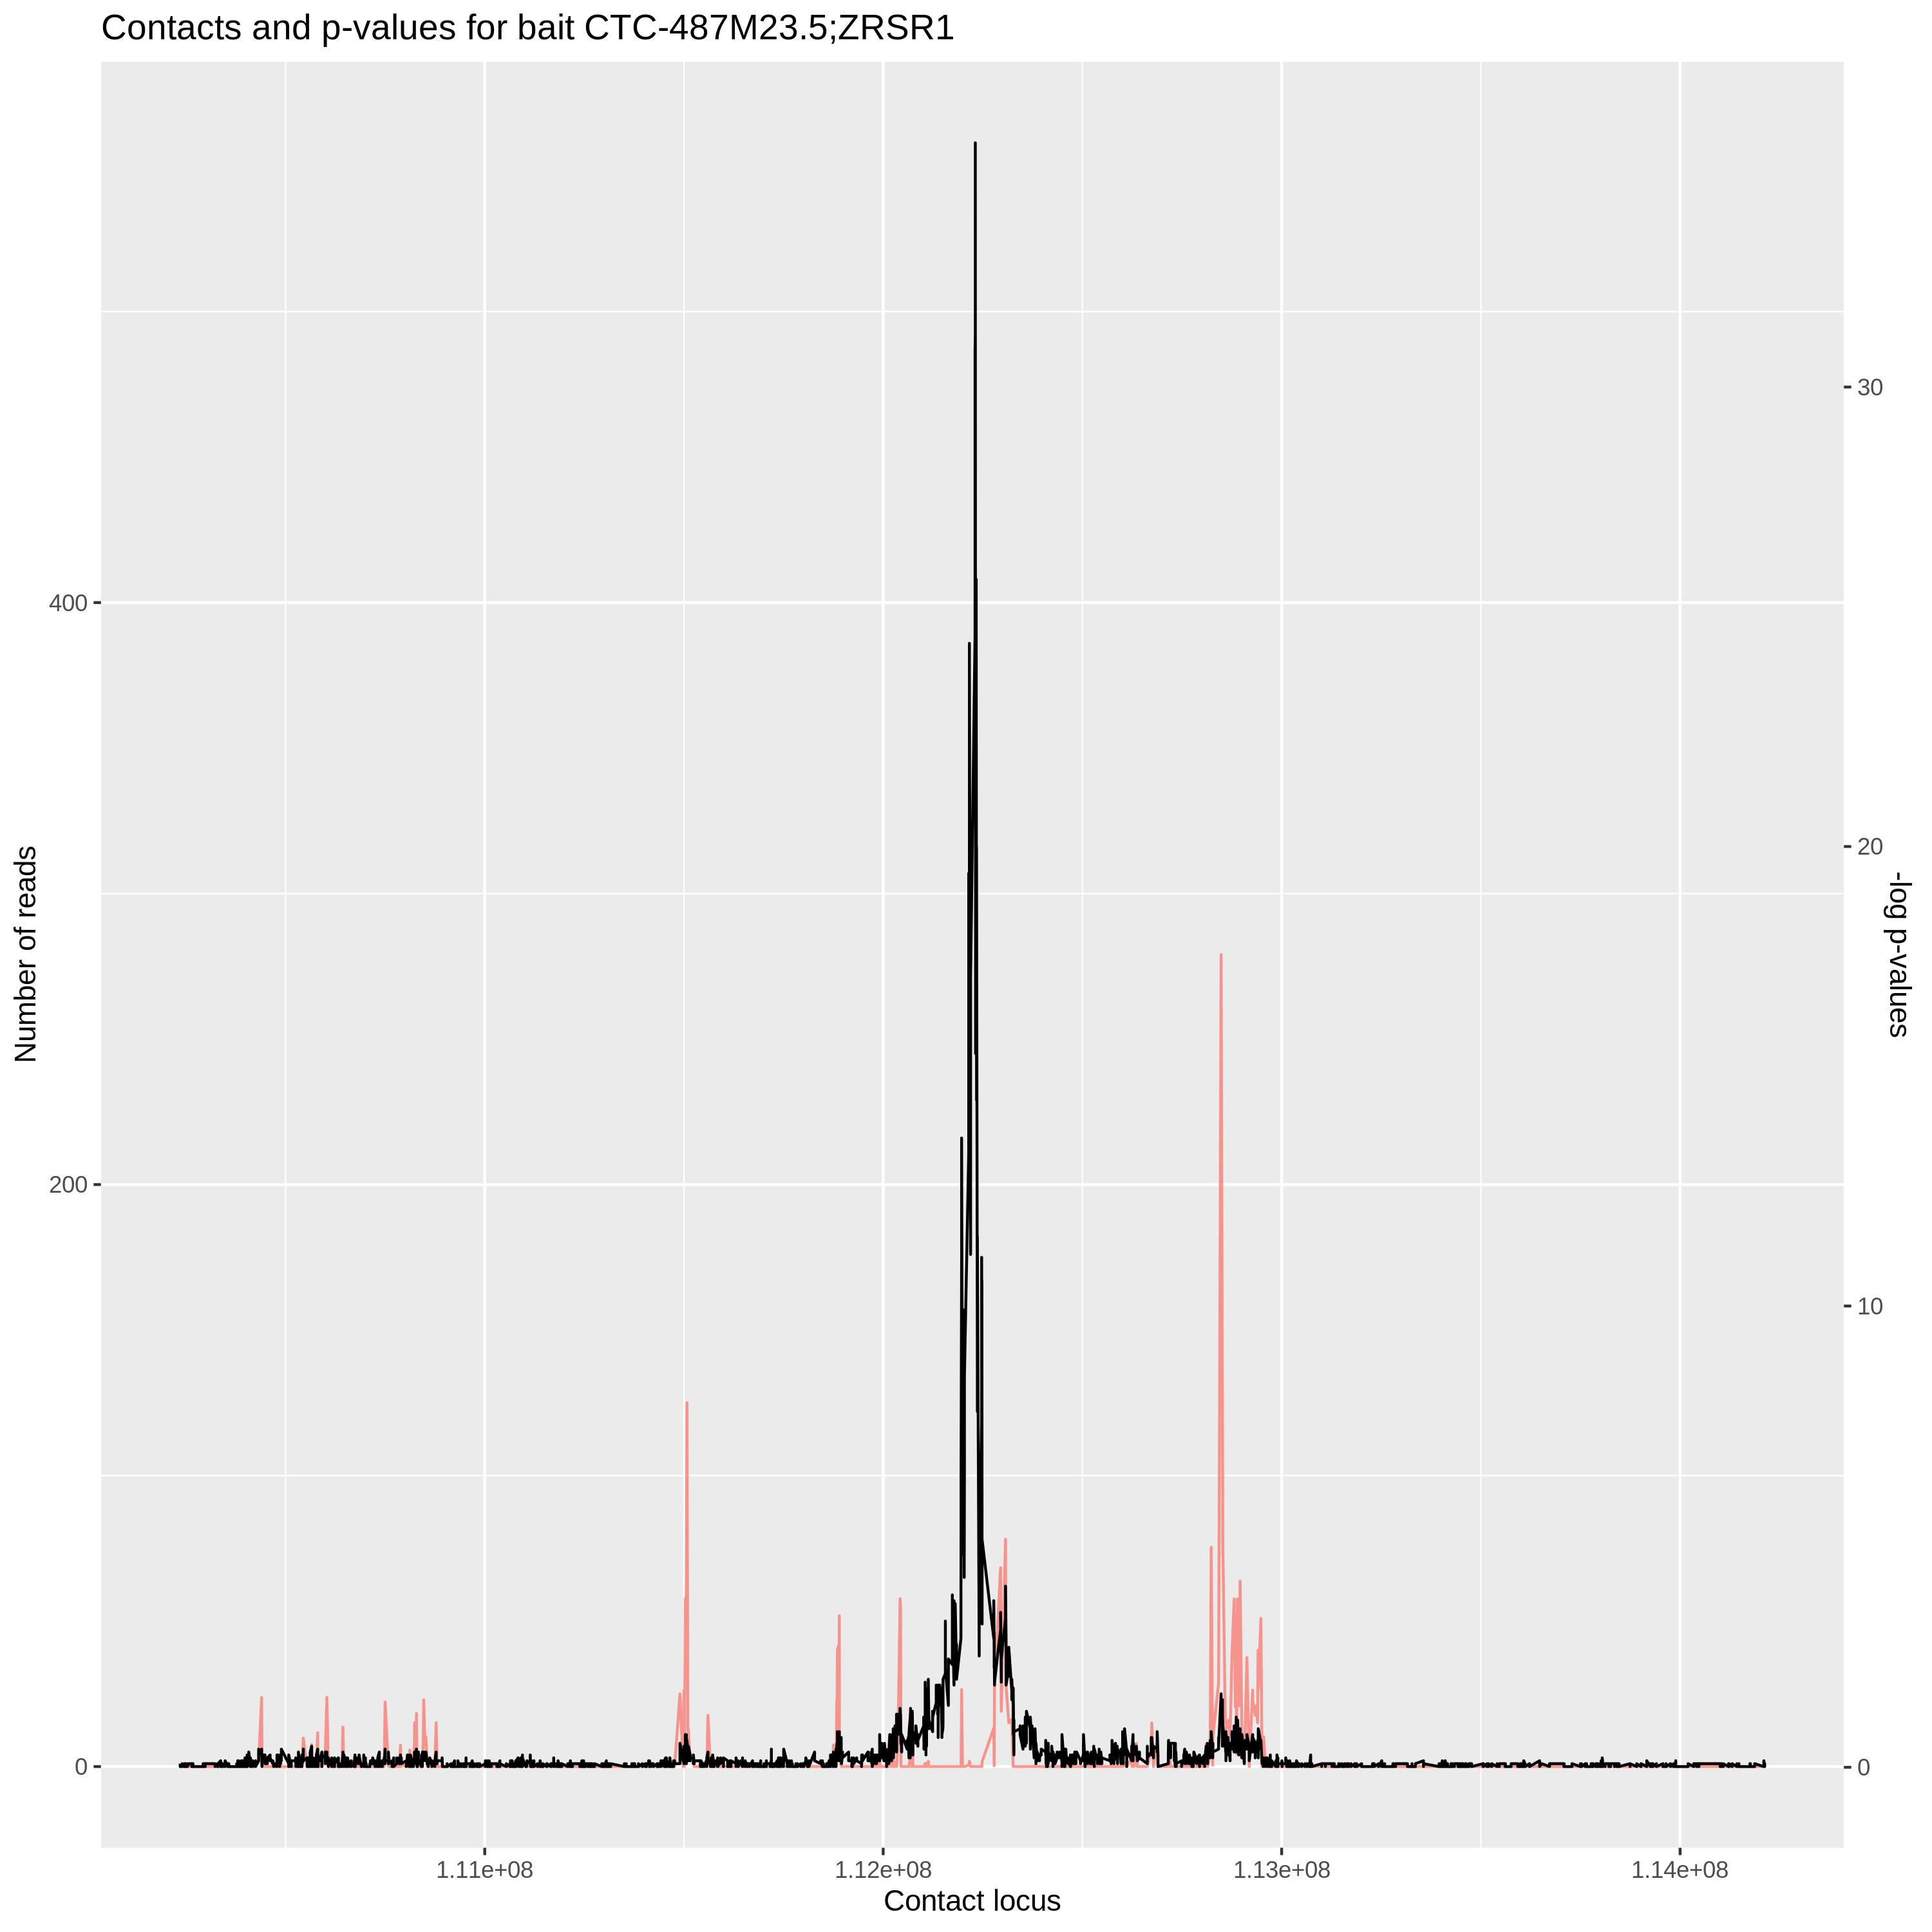 Contacts and p-values for bait CTC-487M23.5;ZRSR1
Number of reads
400
200
0
30
20
10
0
-log p-values
1.11e+08 1.12e+08 1.13e+08 1.14e+08
Contact locus